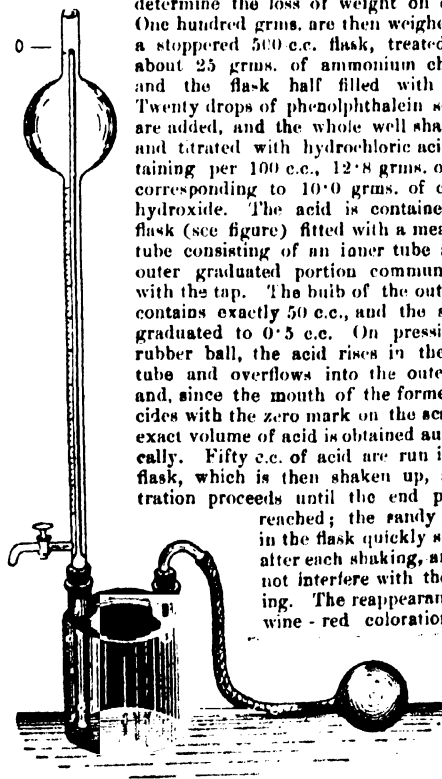 0
determine the loss of weight on
One hundred grms. are then weighe
a stoppered 500 c.c. flask, treated
about 25 grms. of ammonium ch
and the flask half filled with
Twenty drops of phenolphthalein s
are added, and the whole well sha
and titrated with hydrochloric aci
taining per 100 c.c., 12·8 grms. o
corresponding to 10·0 grms. of c
hydroxide. The acid is containe
flask (see figure) fitted with a mea
tube consisting of an inner tube
outer graduated portion commun
with the tap. The bulb of the out
contains exactly 50 c.c., and the s
graduated to 0·5 c.c. On pressi
rubber ball, the acid rises in the
tube and overflows into the oute
and, since the mouth of the forme
cides with the zero mark on the sc
exact volume of acid is obtained au
cally. Fifty c.c. of acid are run i
flask, which is then shaken up,
tration proceeds until the end p
reached; the sandy
in the flask quickly s
after each shaking, a
not interfere with the
ing. The reappearan
wine-red coloration